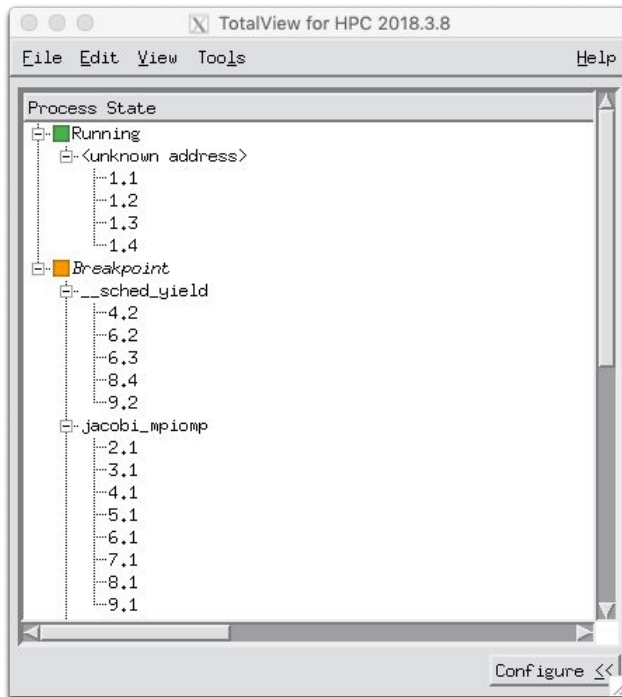 TotalView for HPC 2018.3.8
File Edit View Tools Help
Process State
Running
<unknown address>
1.1
1.2
1.3
1.4
Breakpoint
__sched_yield
4.2
6.2
6.3
8.4
9.2
jacobi_mpiomp
2.1
3.1
4.1
5.1
6.1
7.1
8.1
9.1
Configure <<